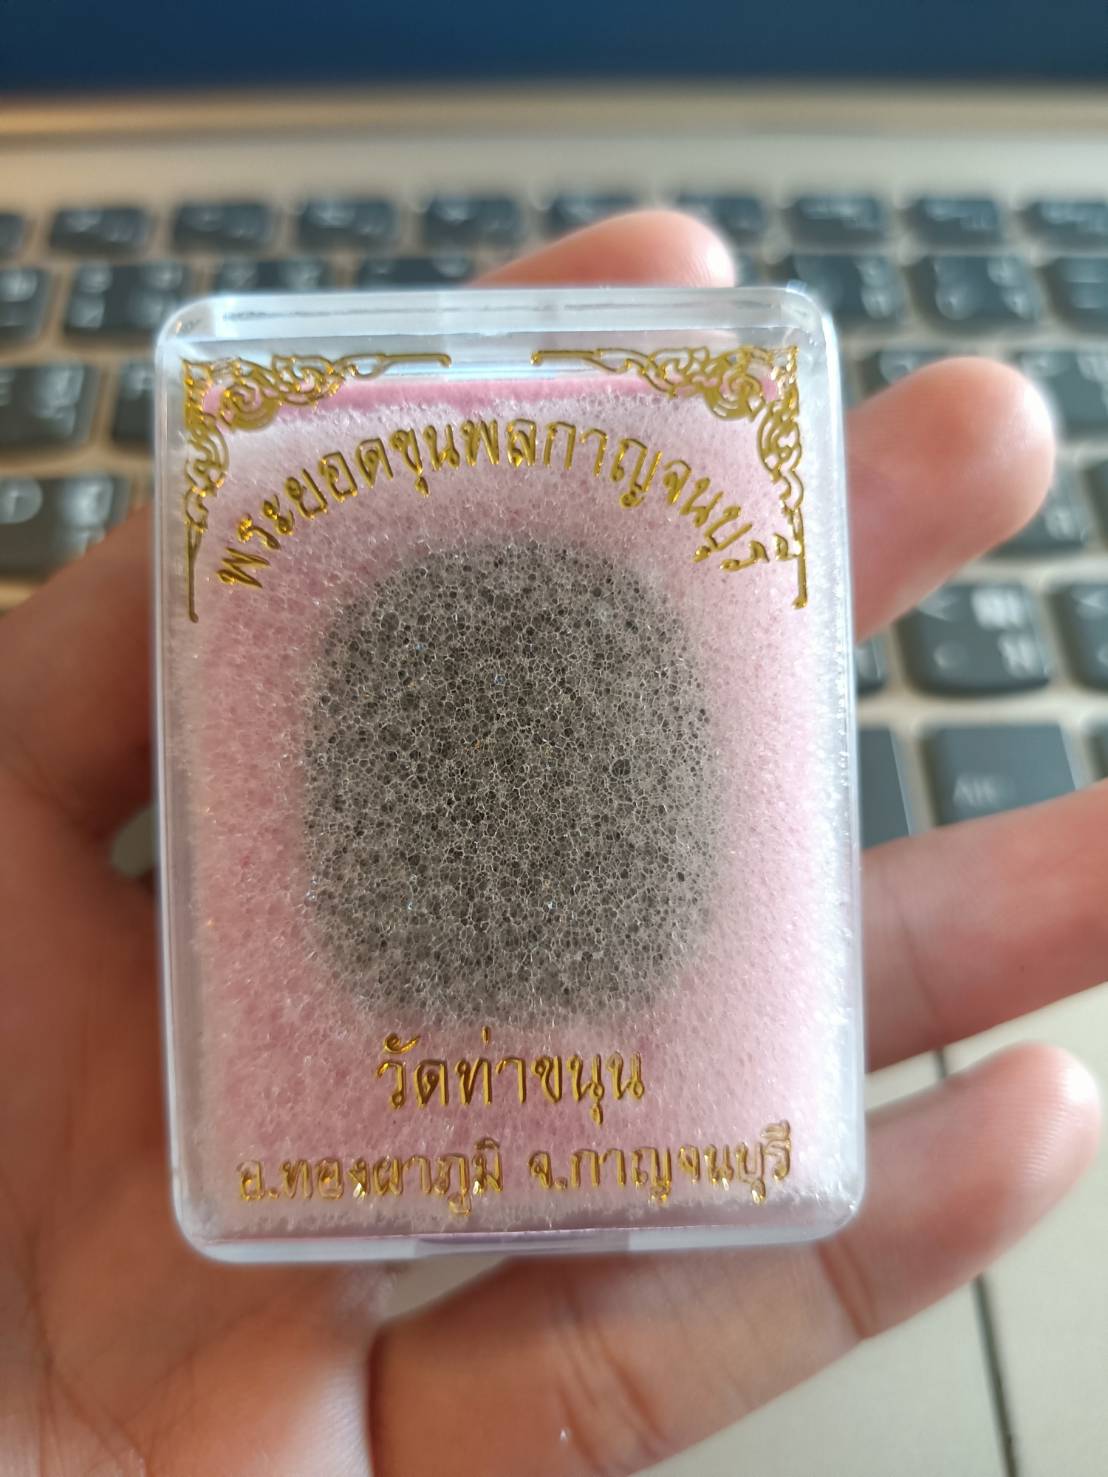 พระยอดขุนพลกาญจนบุรี
วัดท่าขนุน
อ.ทองผาภูมิ จ.กาญจนบุรี